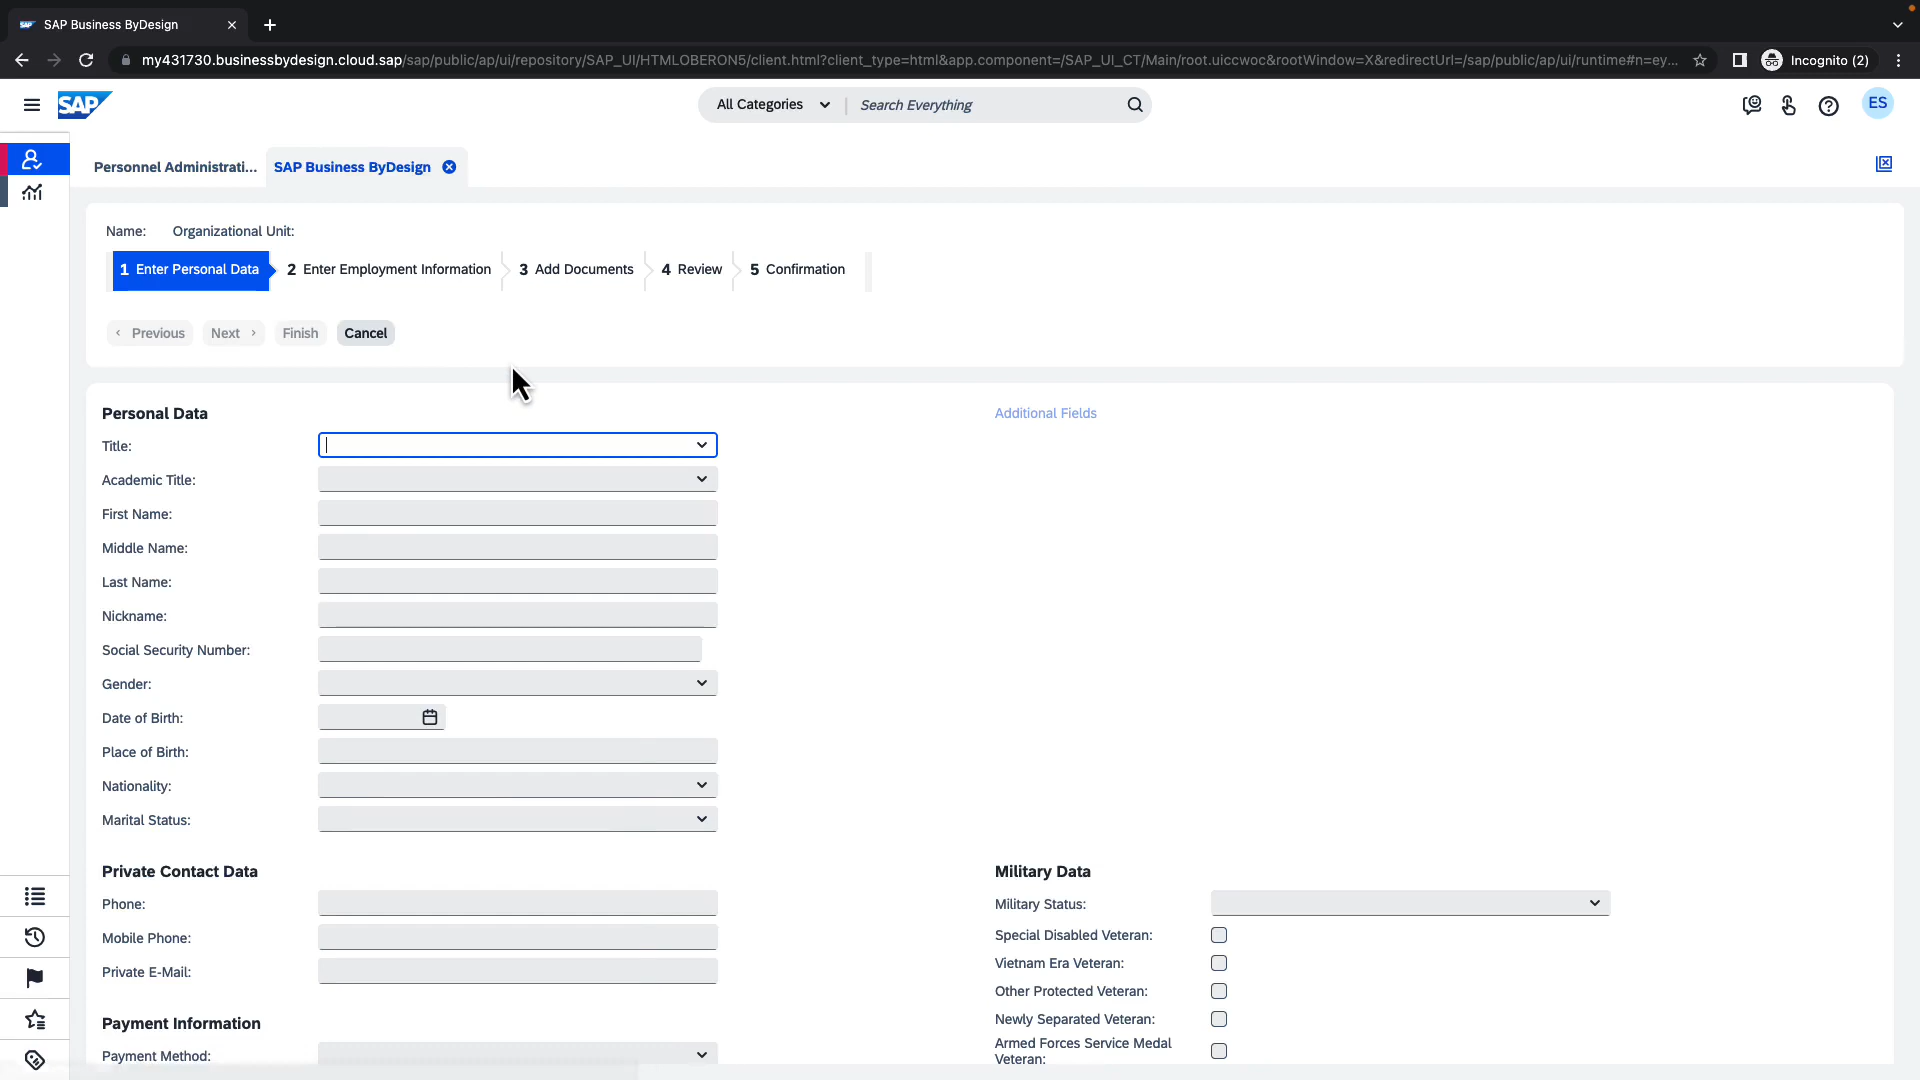 SAP Business ByDesign
my431730.businessbydesign.cloud.sap/sap/public/ap/ui/repository/SAP_UI/HTMLOBERON5/client.html?client_type=html&app.component=/SAP_UI_CT/Main/root.uiccwoc&rootWindow=X&redirectUrl=/sap/public/ap/ui/runtime#n=ey...
Incognito (2)
SAP
All Categories
Search Everything
ES
Personnel Administrati...
SAP Business ByDesign
Name:
Organizational Unit:
1 Enter Personal Data
2 Enter Employment Information
3 Add Documents
4 Review
5 Confirmation
Previous
Next
Finish
Cancel
Personal Data
Additional Fields
Title:
Academic Title:
First Name:
Middle Name:
Last Name:
Nickname:
Social Security Number:
Gender:
Date of Birth:
Place of Birth:
Nationality:
Marital Status:
Private Contact Data
Phone:
Mobile Phone:
Private E-Mail:
Payment Information
Payment Method:
Military Data
Military Status:
Special Disabled Veteran:
Vietnam Era Veteran:
Other Protected Veteran:
Newly Separated Veteran:
Armed Forces Service Medal
Veteran: